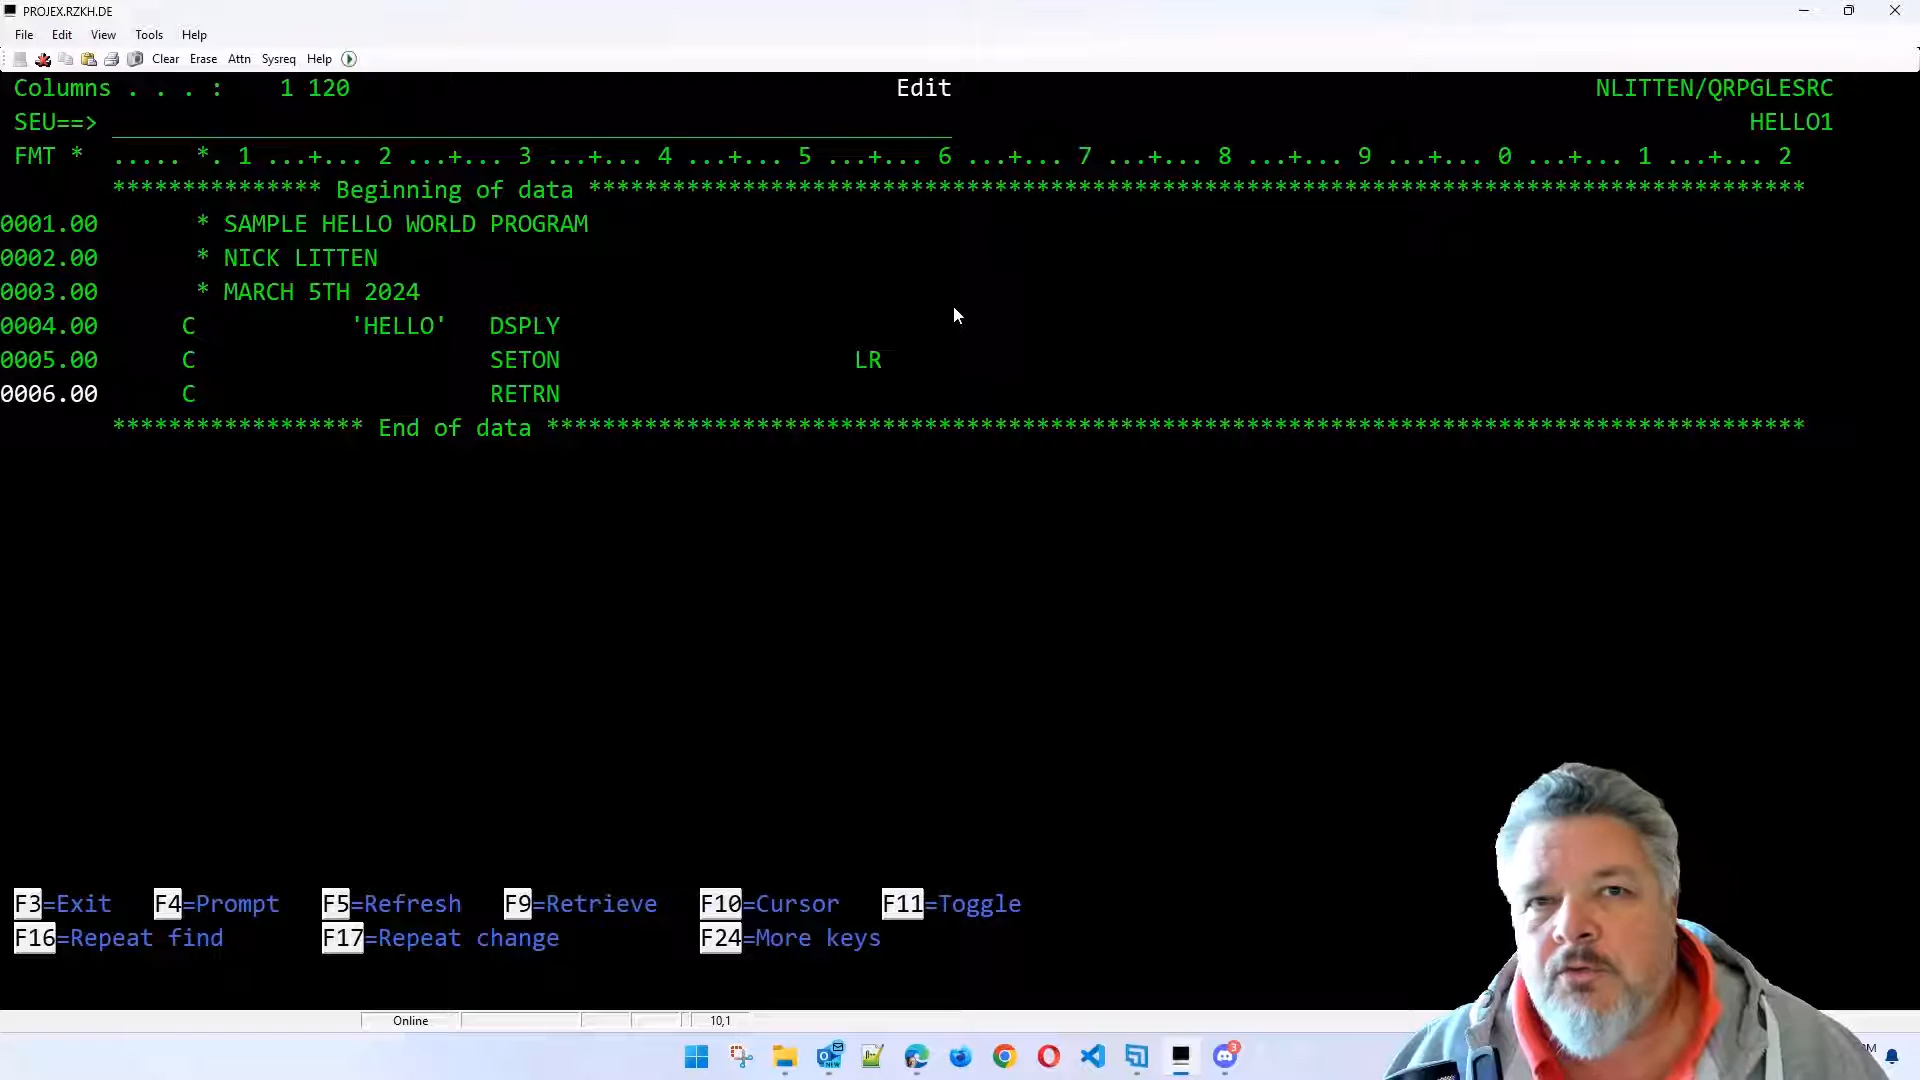 PROJEX.RZKH.DE
File Edit View Tools Help
Clear Erase Attn Sysreq Help
Columns . . . : 1 120 Edit NLITTEN/QRPGLESRC
SEU==> HELLO1
FMT * ..... *. 1 ...+... 2 ...+... 3 ...+... 4 ...+... 5 ...+... 6 ...+... 7 ...+... 8 ...+... 9 ...+... 0 ...+... 1 ...+... 2
*************** Beginning of data ***************************************************************************************
0001.00 * SAMPLE HELLO WORLD PROGRAM
0002.00 * NICK LITTEN
0003.00 * MARCH 5TH 2024
0004.00 C 'HELLO' DSPLY
0005.00 C SETON LR
0006.00 C RETRN
****************** End of data ******************************************************************************************
F3=Exit F4=Prompt F5=Refresh F9=Retrieve F10=Cursor F11=Toggle
F16=Repeat find F17=Repeat change F24=More keys
Online 10,1
NEW 3